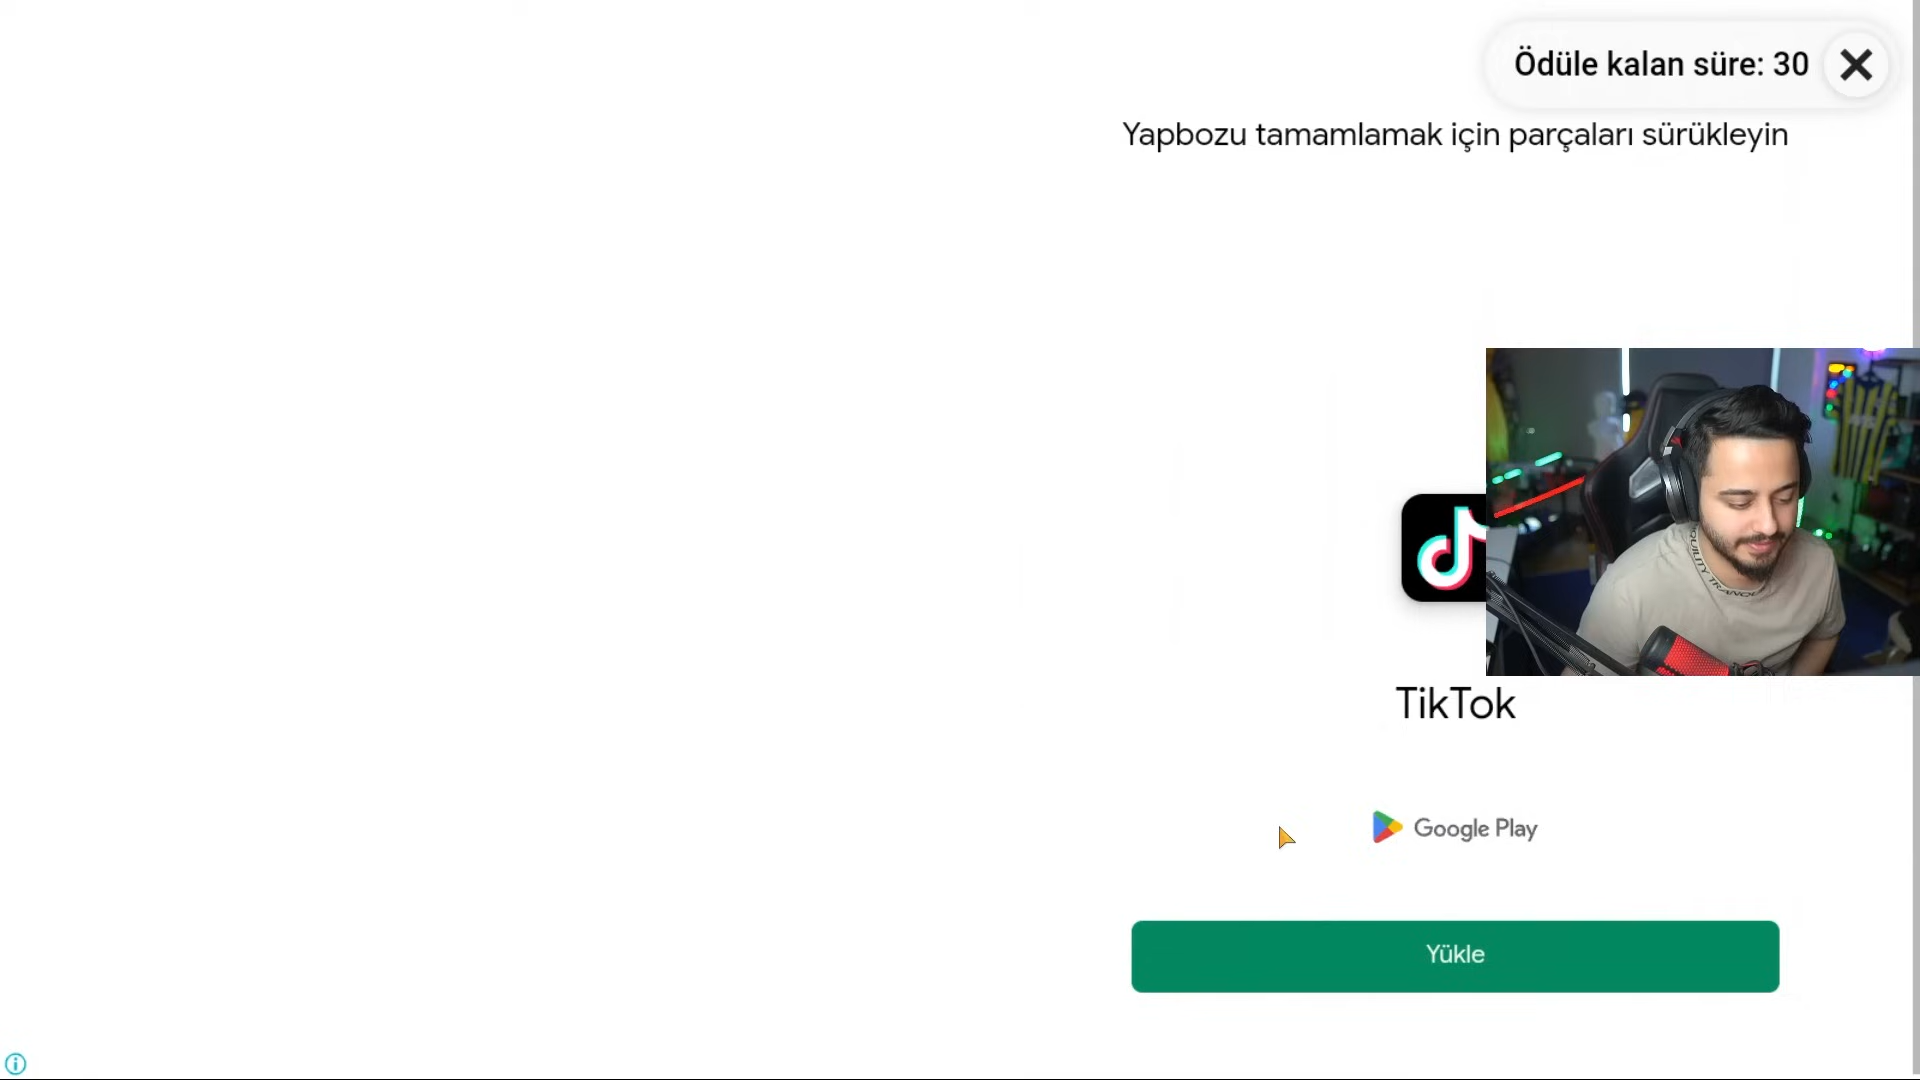 Ödüle kalan süre: 30
Yapbozu tamamlamak için parçaları sürükleyin
TikTok
Google Play
Yükle